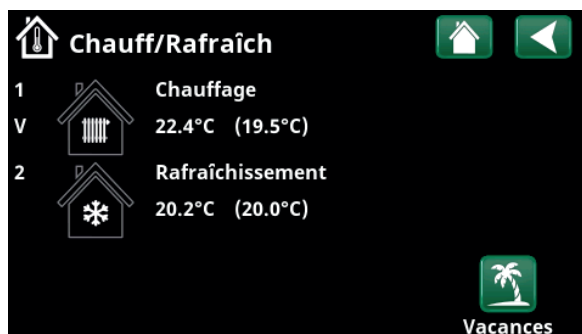 Chauff/Rafraîch
1 Chauffage
V 22.4°C (19.5°C)
2 Rafraîchissement
20.2°C (20.0°C)
Vacances